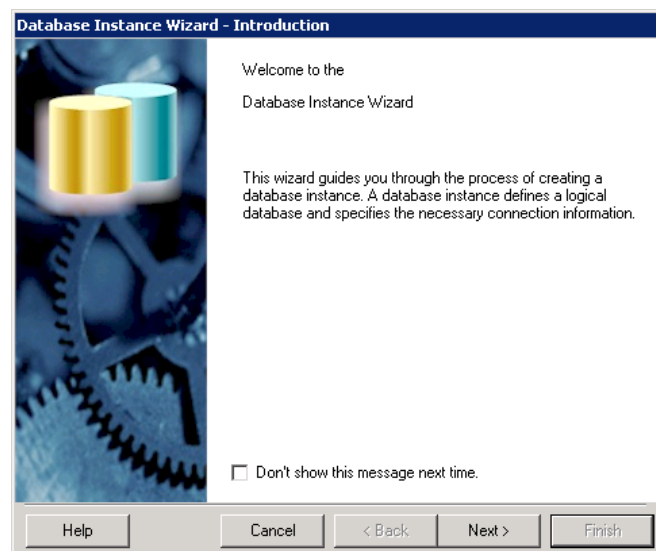 Database Instance Wizard - Introduction
Welcome to the
Database Instance Wizard
This wizard guides you through the process of creating a
database instance. A database instance defines a logical
database and specifies the necessary connection information.
Don't show this message next time.
Help
Cancel
< Back
Next >
Finish